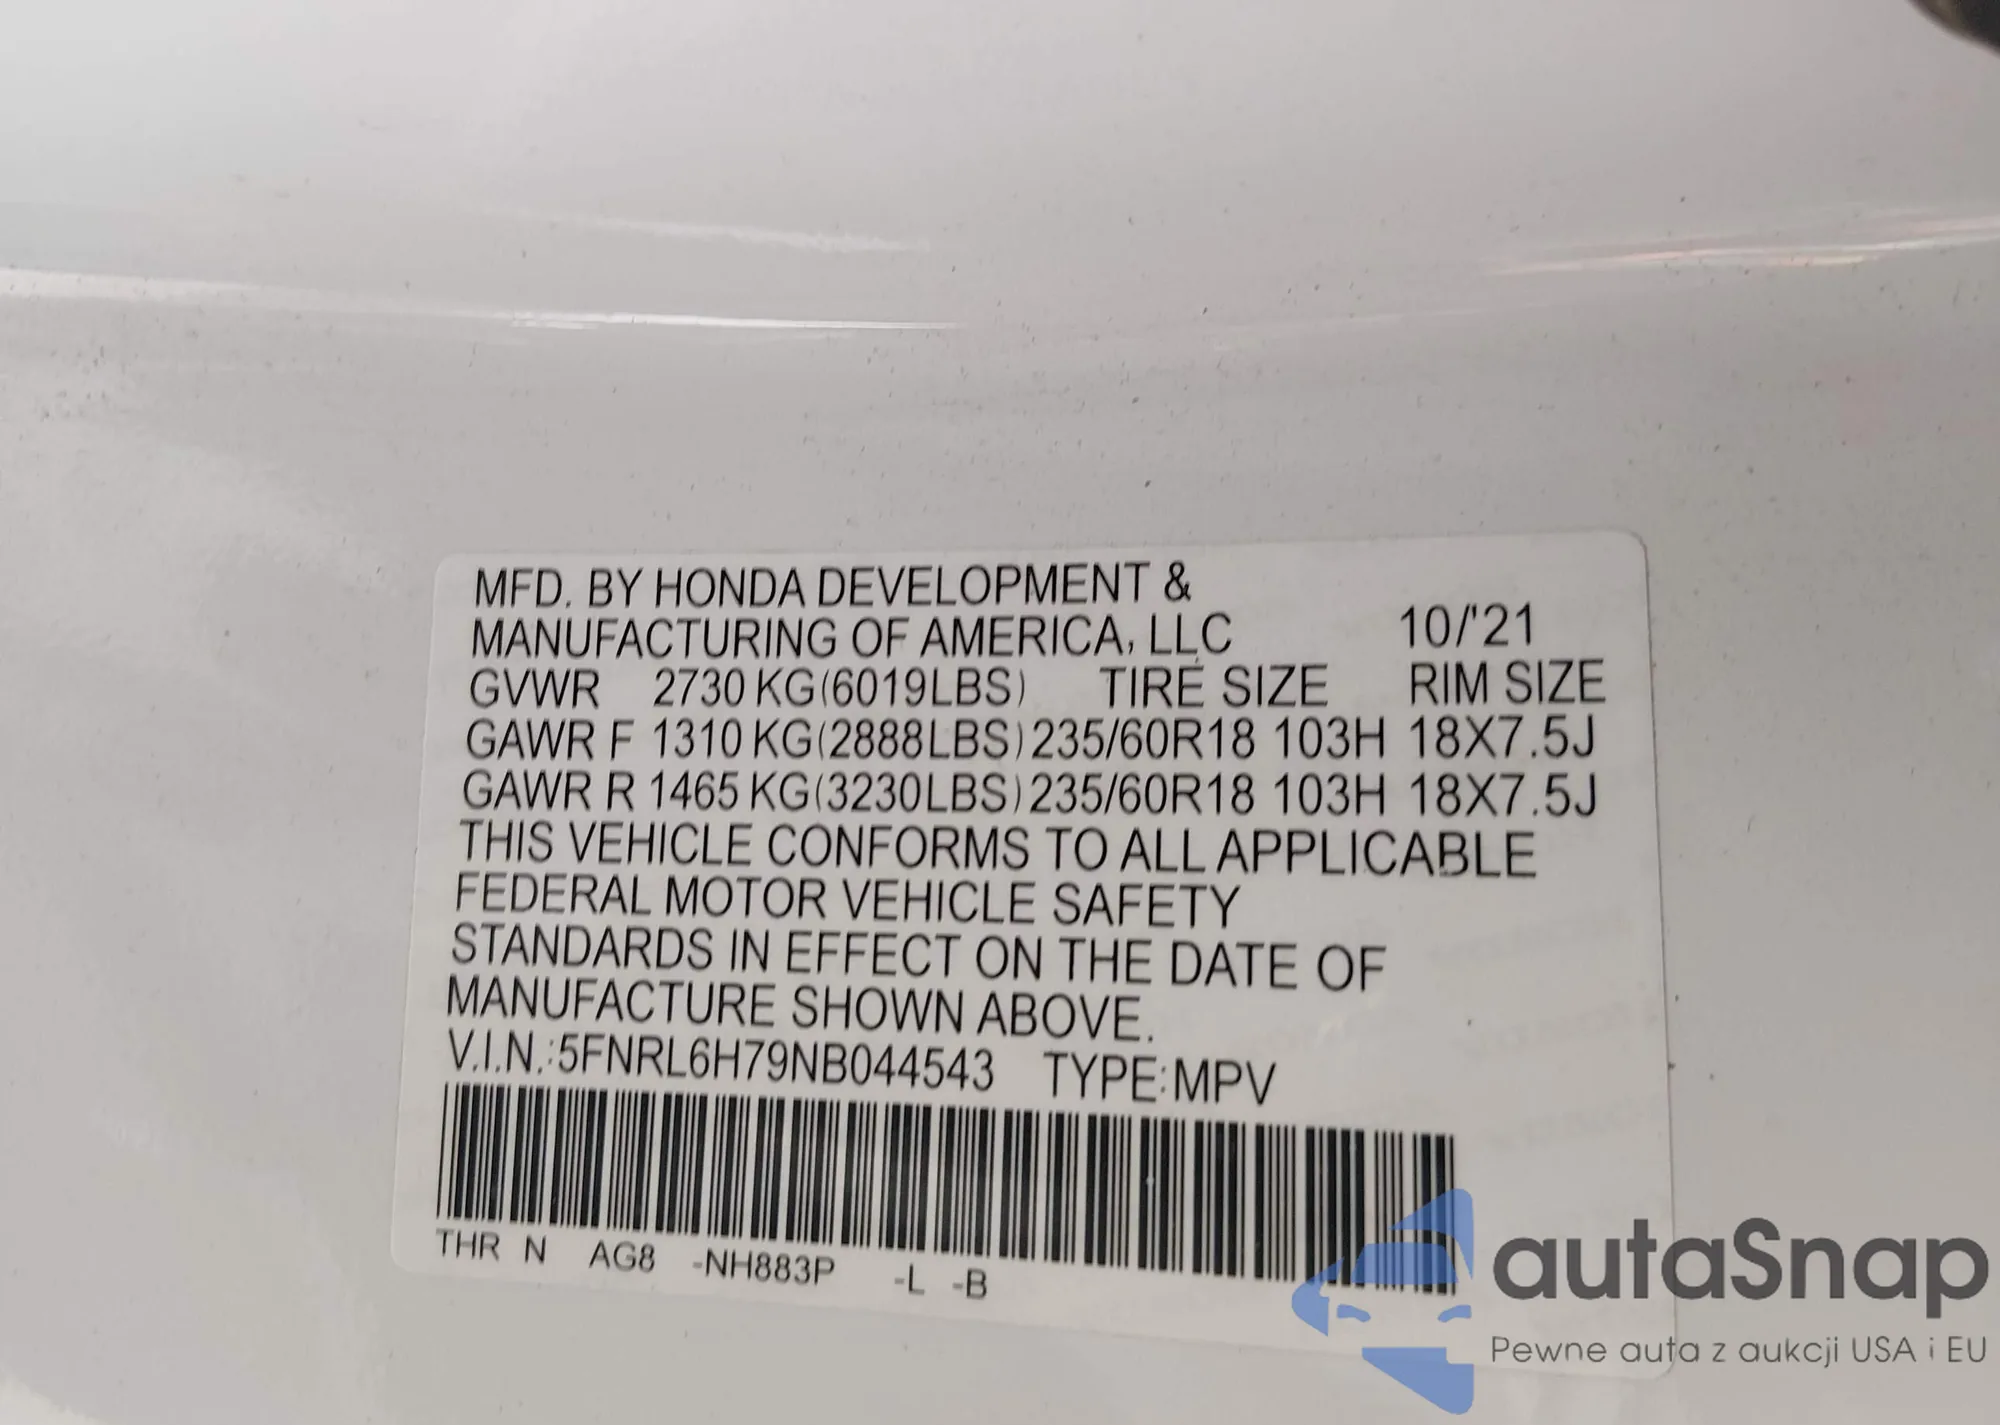 MFD. BY HONDA DEVELOPMENT &
MANUFACTURING OF AMERICA, LLC 10/'21
GVWR 2730 KG(6019LBS) TIRE SIZE RIM SIZE
GAWR F 1310 KG(2888LBS) 235/60R18 103H 18X7.5J
GAWR R 1465 KG(3230LBS) 235/60R18 103H 18X7.5J
THIS VEHICLE CONFORMS TO ALL APPLICABLE
FEDERAL MOTOR VEHICLE SAFETY
STANDARDS IN EFFECT ON THE DATE OF
MANUFACTURE SHOWN ABOVE.
V.I.N.:5FNRL6H79NB044543 TYPE:MPV
THR N AG8 -NH883P -L -B
autaSnap
Pewne auta z aukcji USA i EU